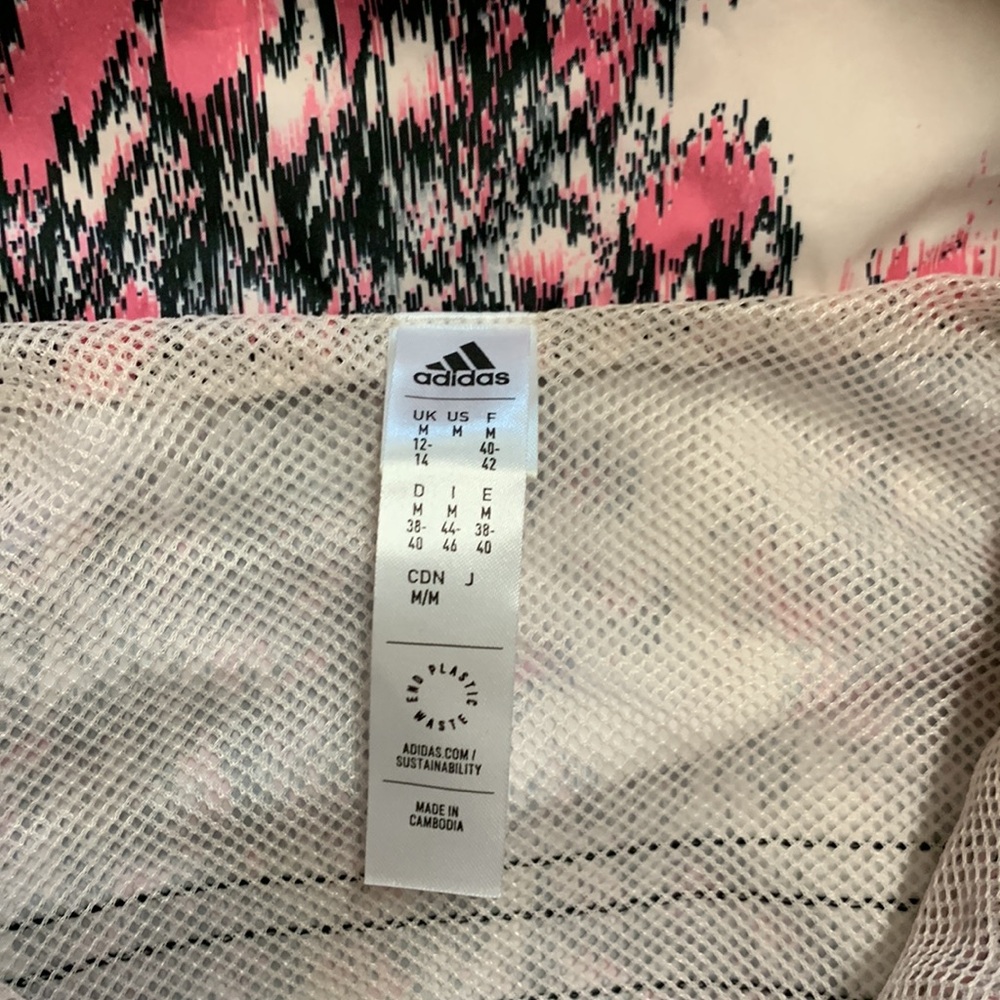 adidas
UK US F
M M M
12- 40-
14 42
D I E
M M M
38- 44- 38-
40 46 40
CDN J
M/M
END PLASTIC WASTE
ADIDAS.COM/
SUSTAINABILITY
MADE IN
CAMBODIA